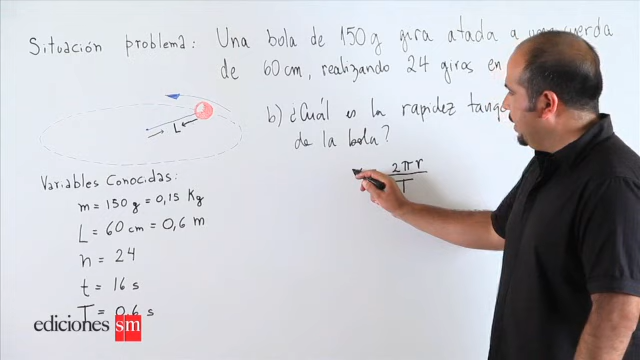 Situación problema: Una bola de 150 g gira atada a una cuerda
de 60 cm, realizando 24 giros en
b) ¿Cuál es la rapidez
de la bola?
L
2πr
T
Variables Conocidas:
m = 150 g = 0,15 Kg
L = 60 cm = 0,6 m
n = 24
t = 16 s
T = 0,6 s
ediciones sm